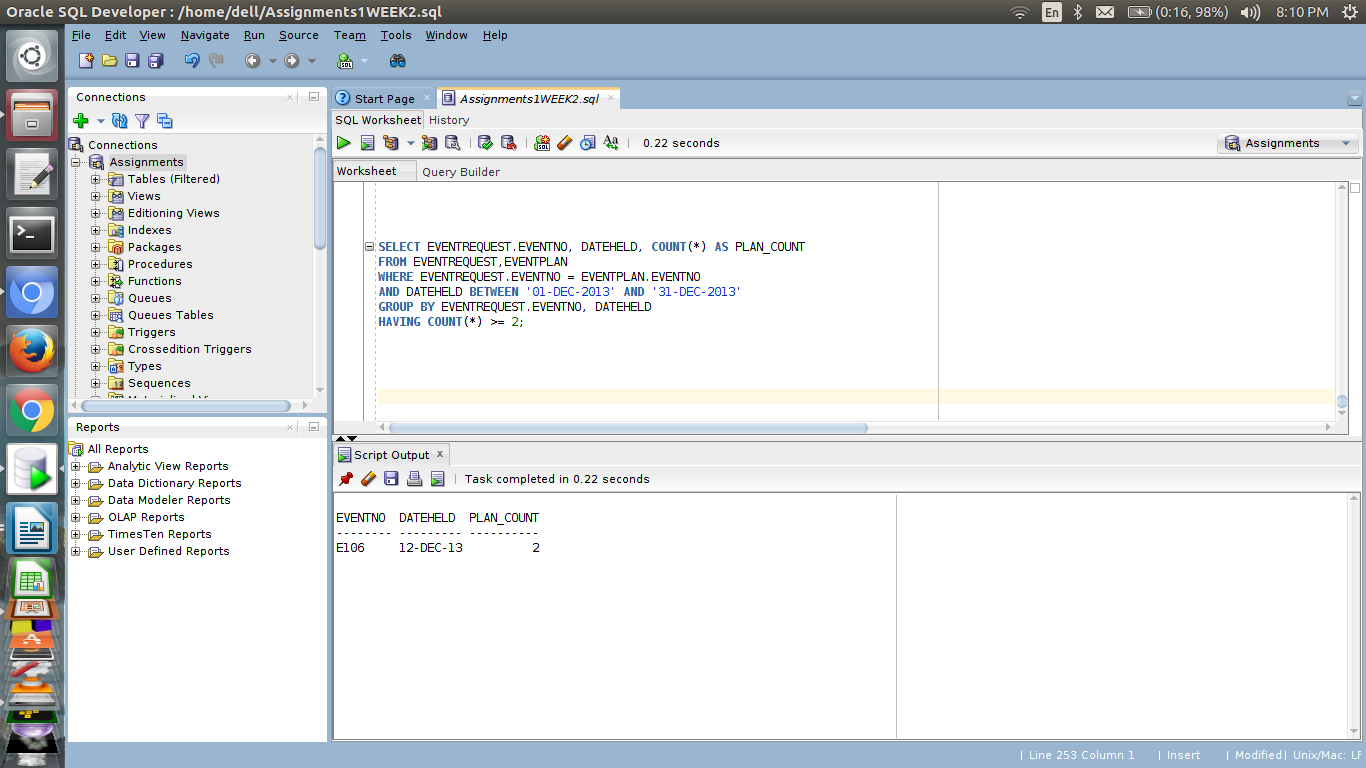 Oracle SQL Developer : /home/dell/Assignments1WEEK2.sql
En
(0:16, 98%)
8:10 PM
File Edit View Navigate Run Source Team Tools Window Help
Connections
Connections
Assignments
Tables (Filtered)
Views
Editioning Views
Indexes
Packages
Procedures
Functions
Queues
Queues Tables
Triggers
Crossedition Triggers
Types
Sequences
Reports
All Reports
Analytic View Reports
Data Dictionary Reports
Data Modeler Reports
OLAP Reports
TimesTen Reports
User Defined Reports
Start Page
Assignments1WEEK2.sql
SQL Worksheet History
0.22 seconds
Assignments
Worksheet Query Builder
SELECT EVENTREQUEST.EVENTNO, DATEHELD, COUNT(*) AS PLAN_COUNT
FROM EVENTREQUEST,EVENTPLAN
WHERE EVENTREQUEST.EVENTNO = EVENTPLAN.EVENTNO
AND DATEHELD BETWEEN '01-DEC-2013' AND '31-DEC-2013'
GROUP BY EVENTREQUEST.EVENTNO, DATEHELD
HAVING COUNT(*) >= 2;
Script Output
Task completed in 0.22 seconds
EVENTNO DATEHELD PLAN_COUNT
-------- --------- ----------
E106 12-DEC-13 2
| Line 253 Column 1 | Insert | Modified| Unix/Mac: LF